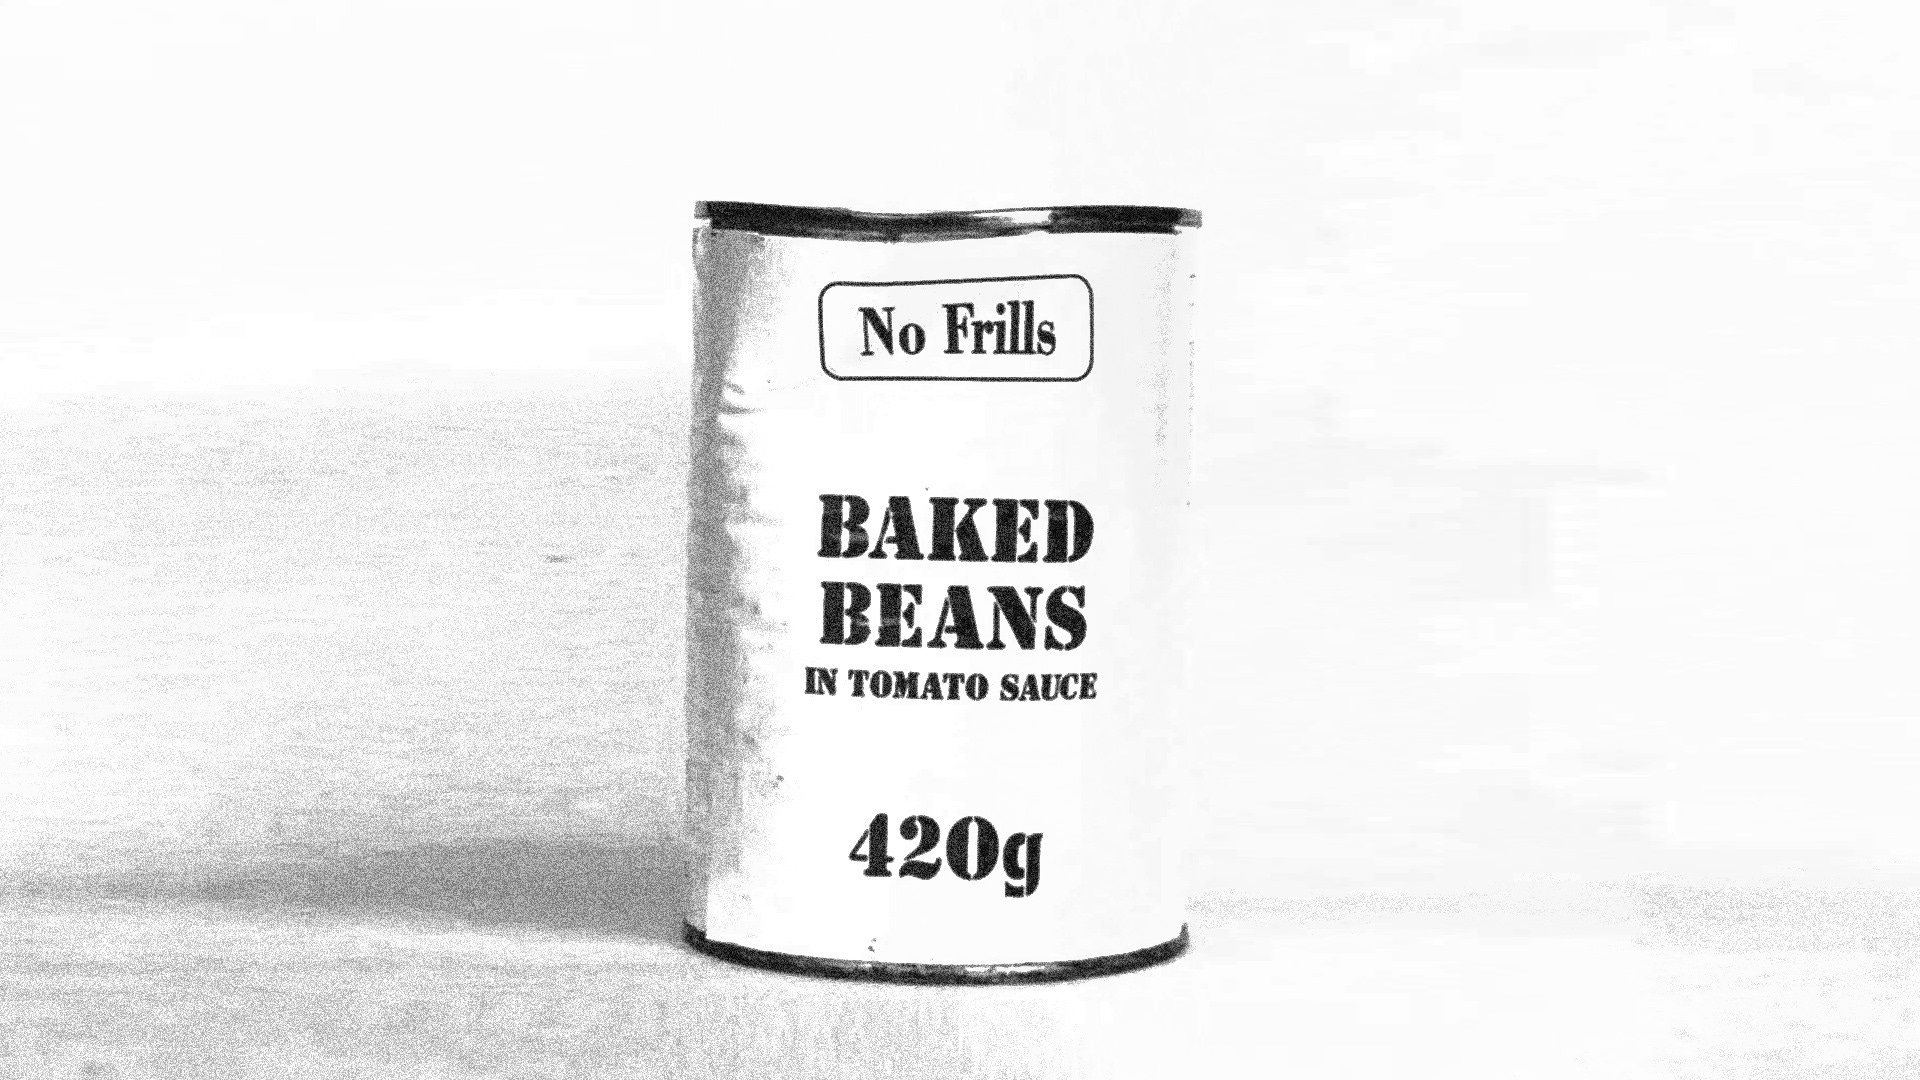 No Frills
BAKED
BEANS
IN TOMATO SAUCE
420g